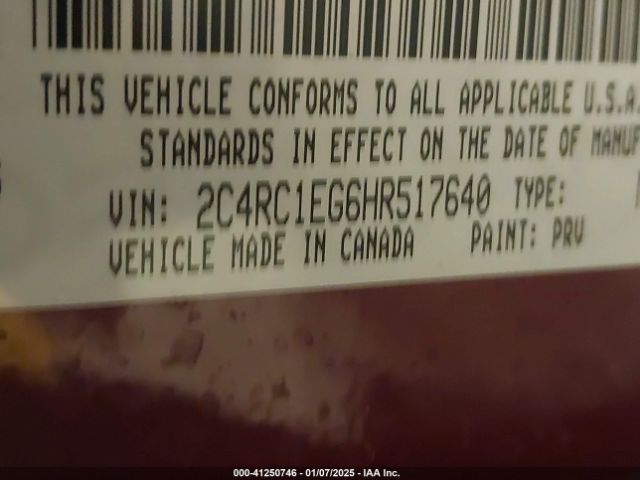 THIS VEHICLE CONFORMS TO ALL APPLICABLE U.S.A.
STANDARDS IN EFFECT ON THE DATE OF MANUF
VIN: 2C4RC1EG6HR517640 TYPE:
VEHICLE MADE IN CANADA PAINT: PRV
000-41250746 - 01/07/2025 - IAA Inc.